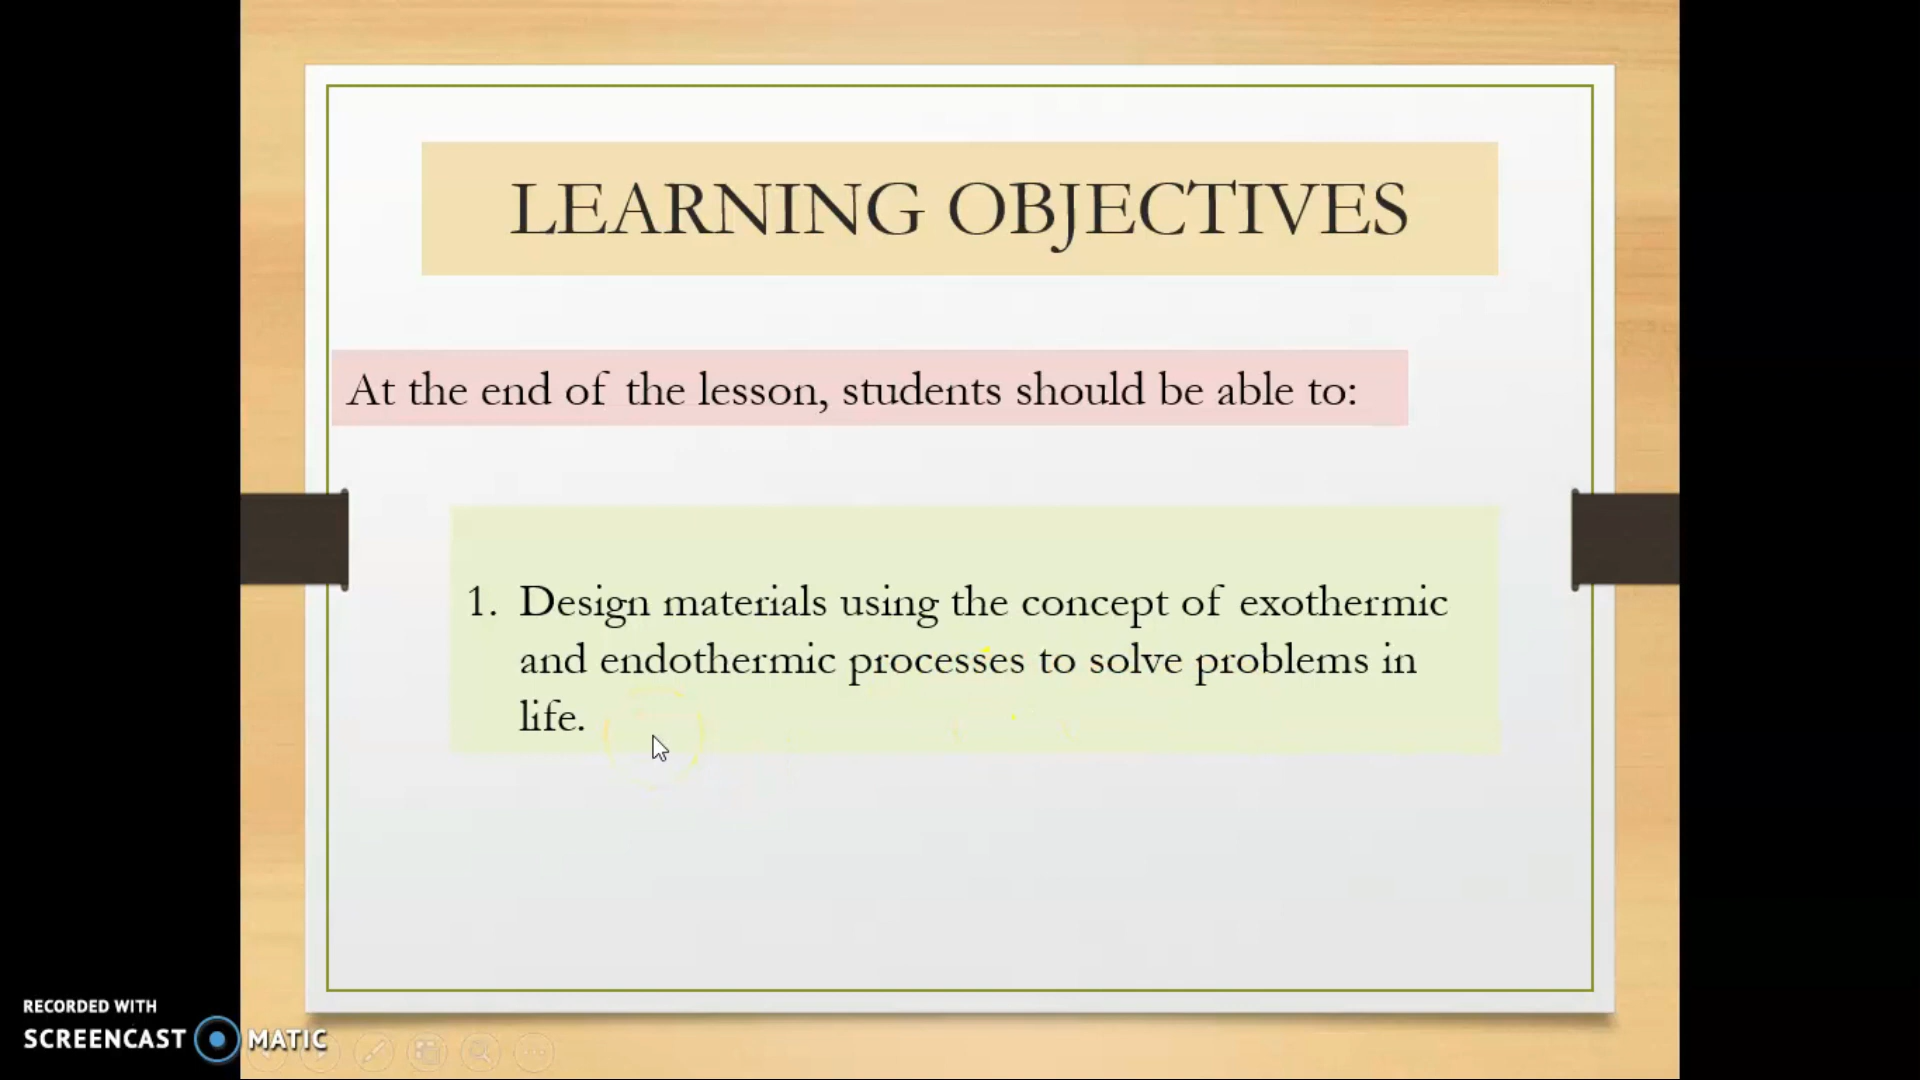 LEARNING OBJECTIVES
At the end of the lesson, students should be able to:
1. Design materials using the concept of exothermic
and endothermic processes to solve problems in
life.
RECORDED WITH
SCREENCAST MATIC